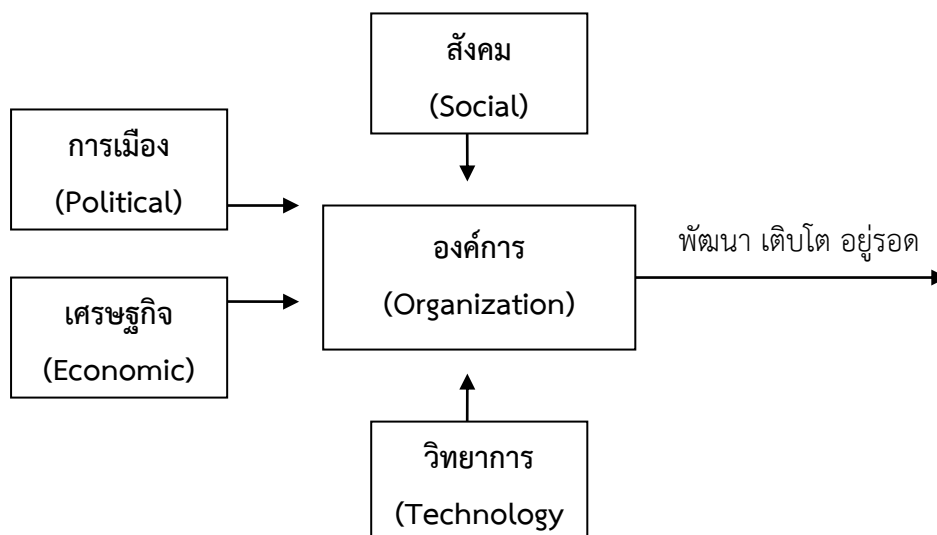 สังคม
(Social)
การเมือง
(Political)
องค์การ
(Organization)
พัฒนา เติบโต อยู่รอด
เศรษฐกิจ
(Economic)
วิทยาการ
(Technology